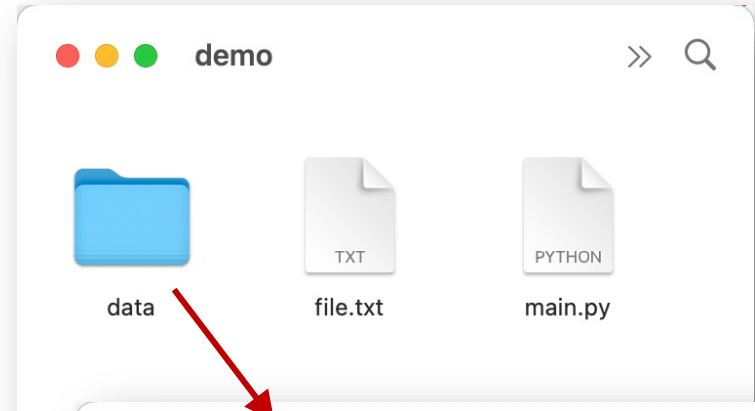 demo
TXT
PYTHON
data
file.txt
main.py